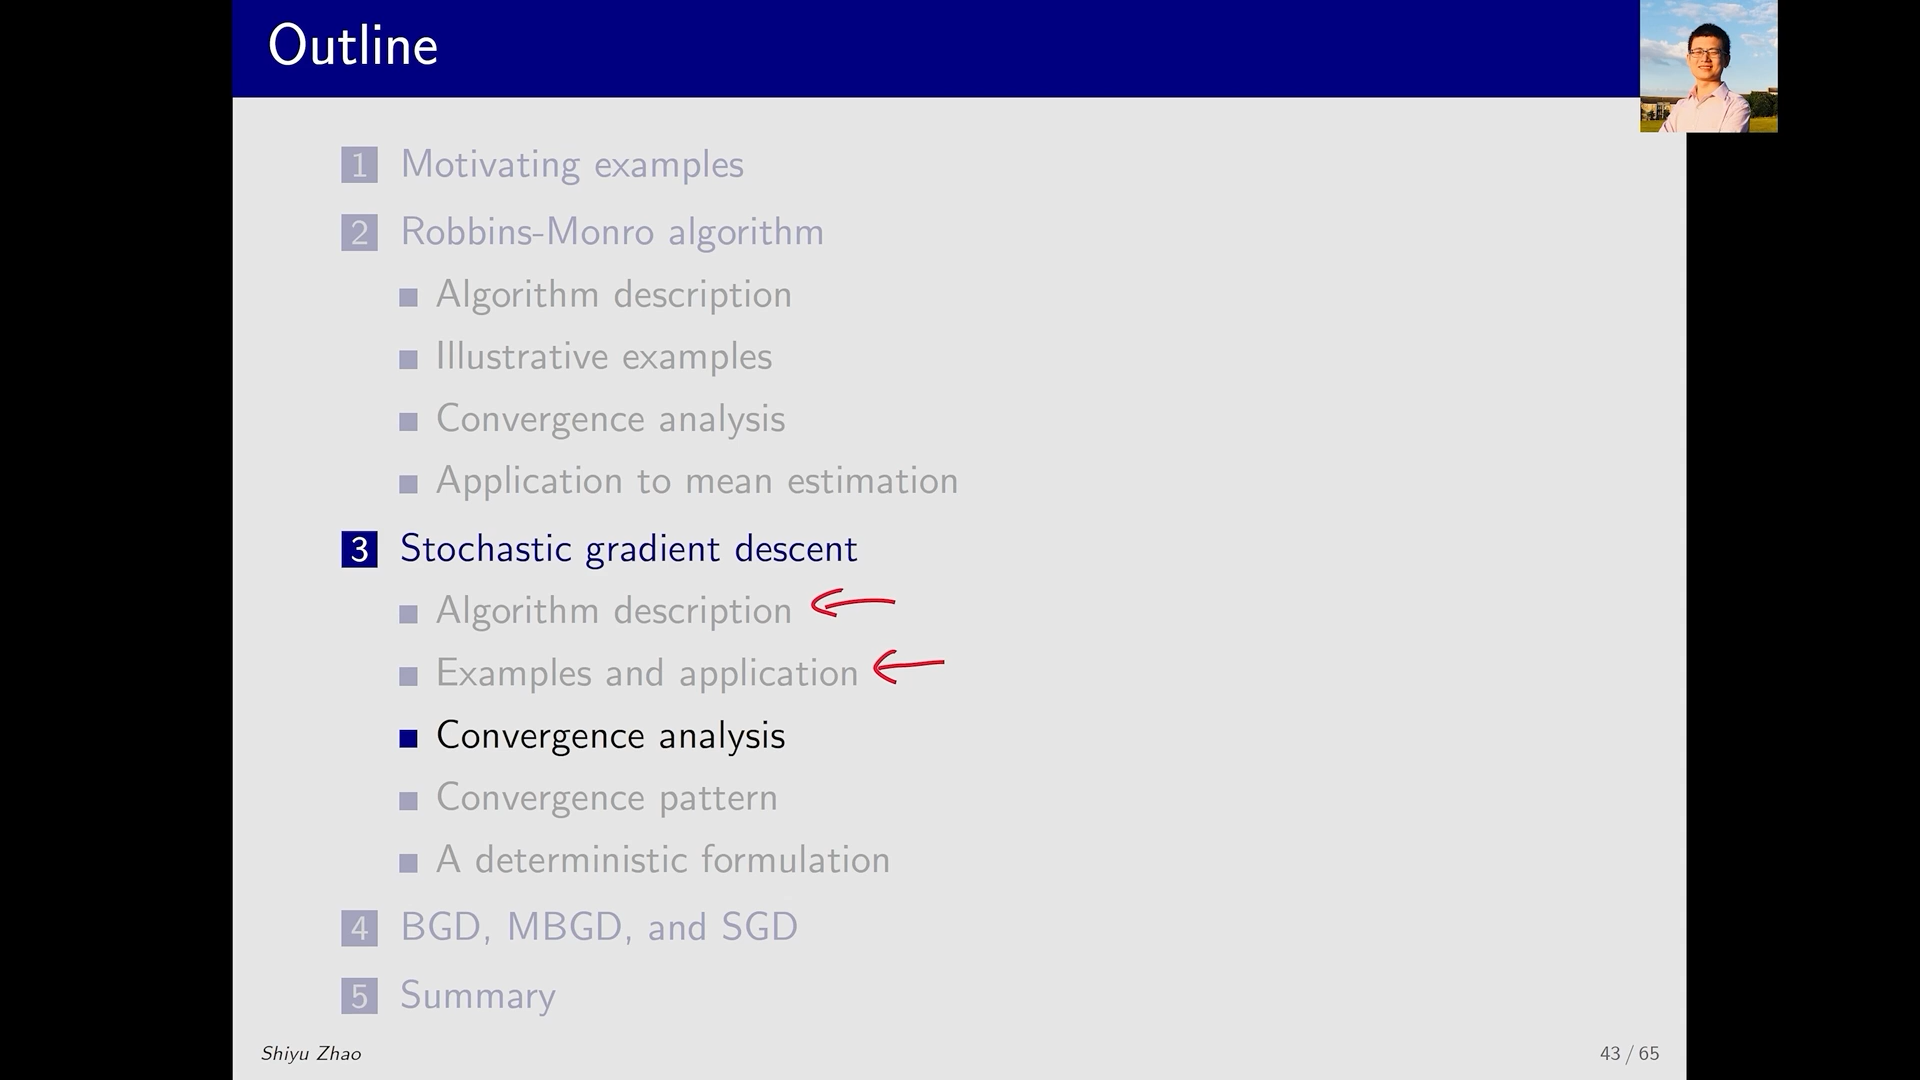 Outline
1 Motivating examples
2 Robbins-Monro algorithm
Algorithm description
Illustrative examples
Convergence analysis
Application to mean estimation
3 Stochastic gradient descent
Algorithm description
Examples and application
Convergence analysis
Convergence pattern
A deterministic formulation
4 BGD, MBGD, and SGD
5 Summary
Shiyu Zhao
43 / 65